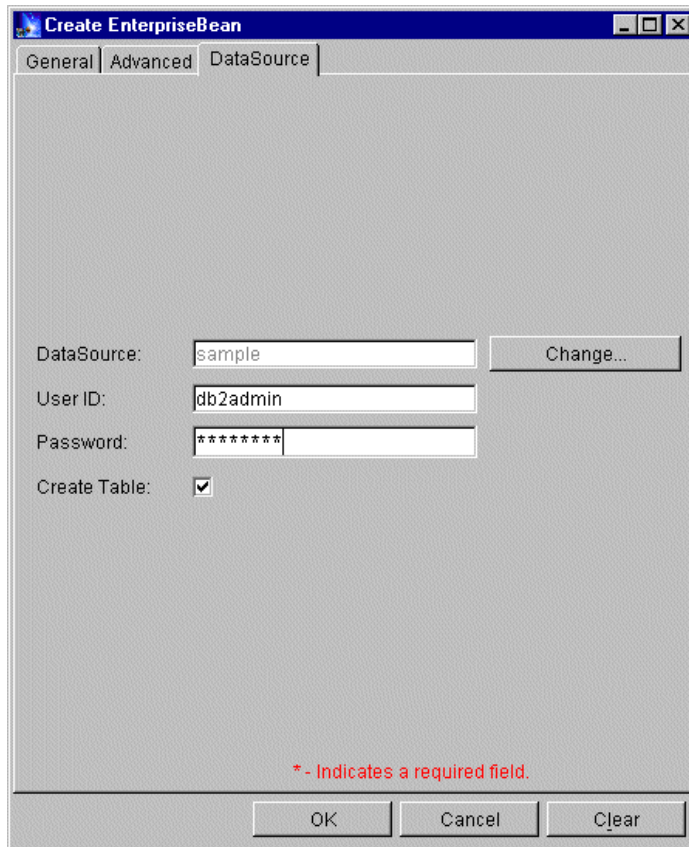 Create EnterpriseBean
General Advanced DataSource
DataSource: sample Change...
User ID: db2admin
Password: ********
Create Table:
* - Indicates a required field.
OK Cancel Clear